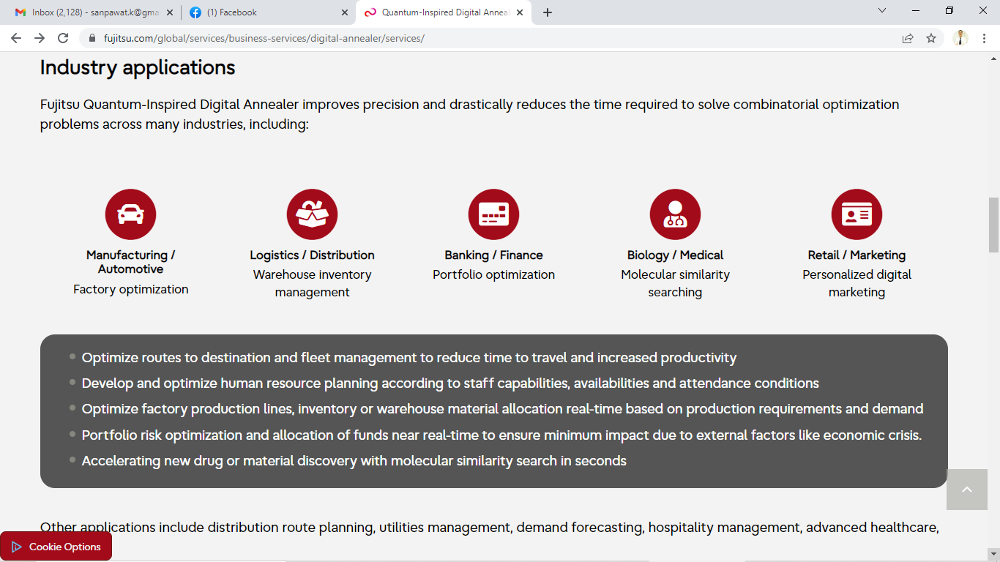 Inbox (2,128) - sanpawat.k@gma
(1) Facebook
Quantum-Inspired Digital Anneal
fujitsu.com/global/services/business-services/digital-annealer/services/
Industry applications
Fujitsu Quantum-Inspired Digital Annealer improves precision and drastically reduces the time required to solve combinatorial optimization
problems across many industries, including:
Manufacturing /
Automotive
Factory optimization
Logistics / Distribution
Warehouse inventory
management
Banking / Finance
Portfolio optimization
Biology / Medical
Molecular similarity
searching
Retail / Marketing
Personalized digital
marketing
Optimize routes to destination and fleet management to reduce time to travel and increased productivity
Develop and optimize human resource planning according to staff capabilities, availabilities and attendance conditions
Optimize factory production lines, inventory or warehouse material allocation real-time based on production requirements and demand
Portfolio risk optimization and allocation of funds near real-time to ensure minimum impact due to external factors like economic crisis.
Accelerating new drug or material discovery with molecular similarity search in seconds
Other applications include distribution route planning, utilities management, demand forecasting, hospitality management, advanced healthcare,
Cookie Options